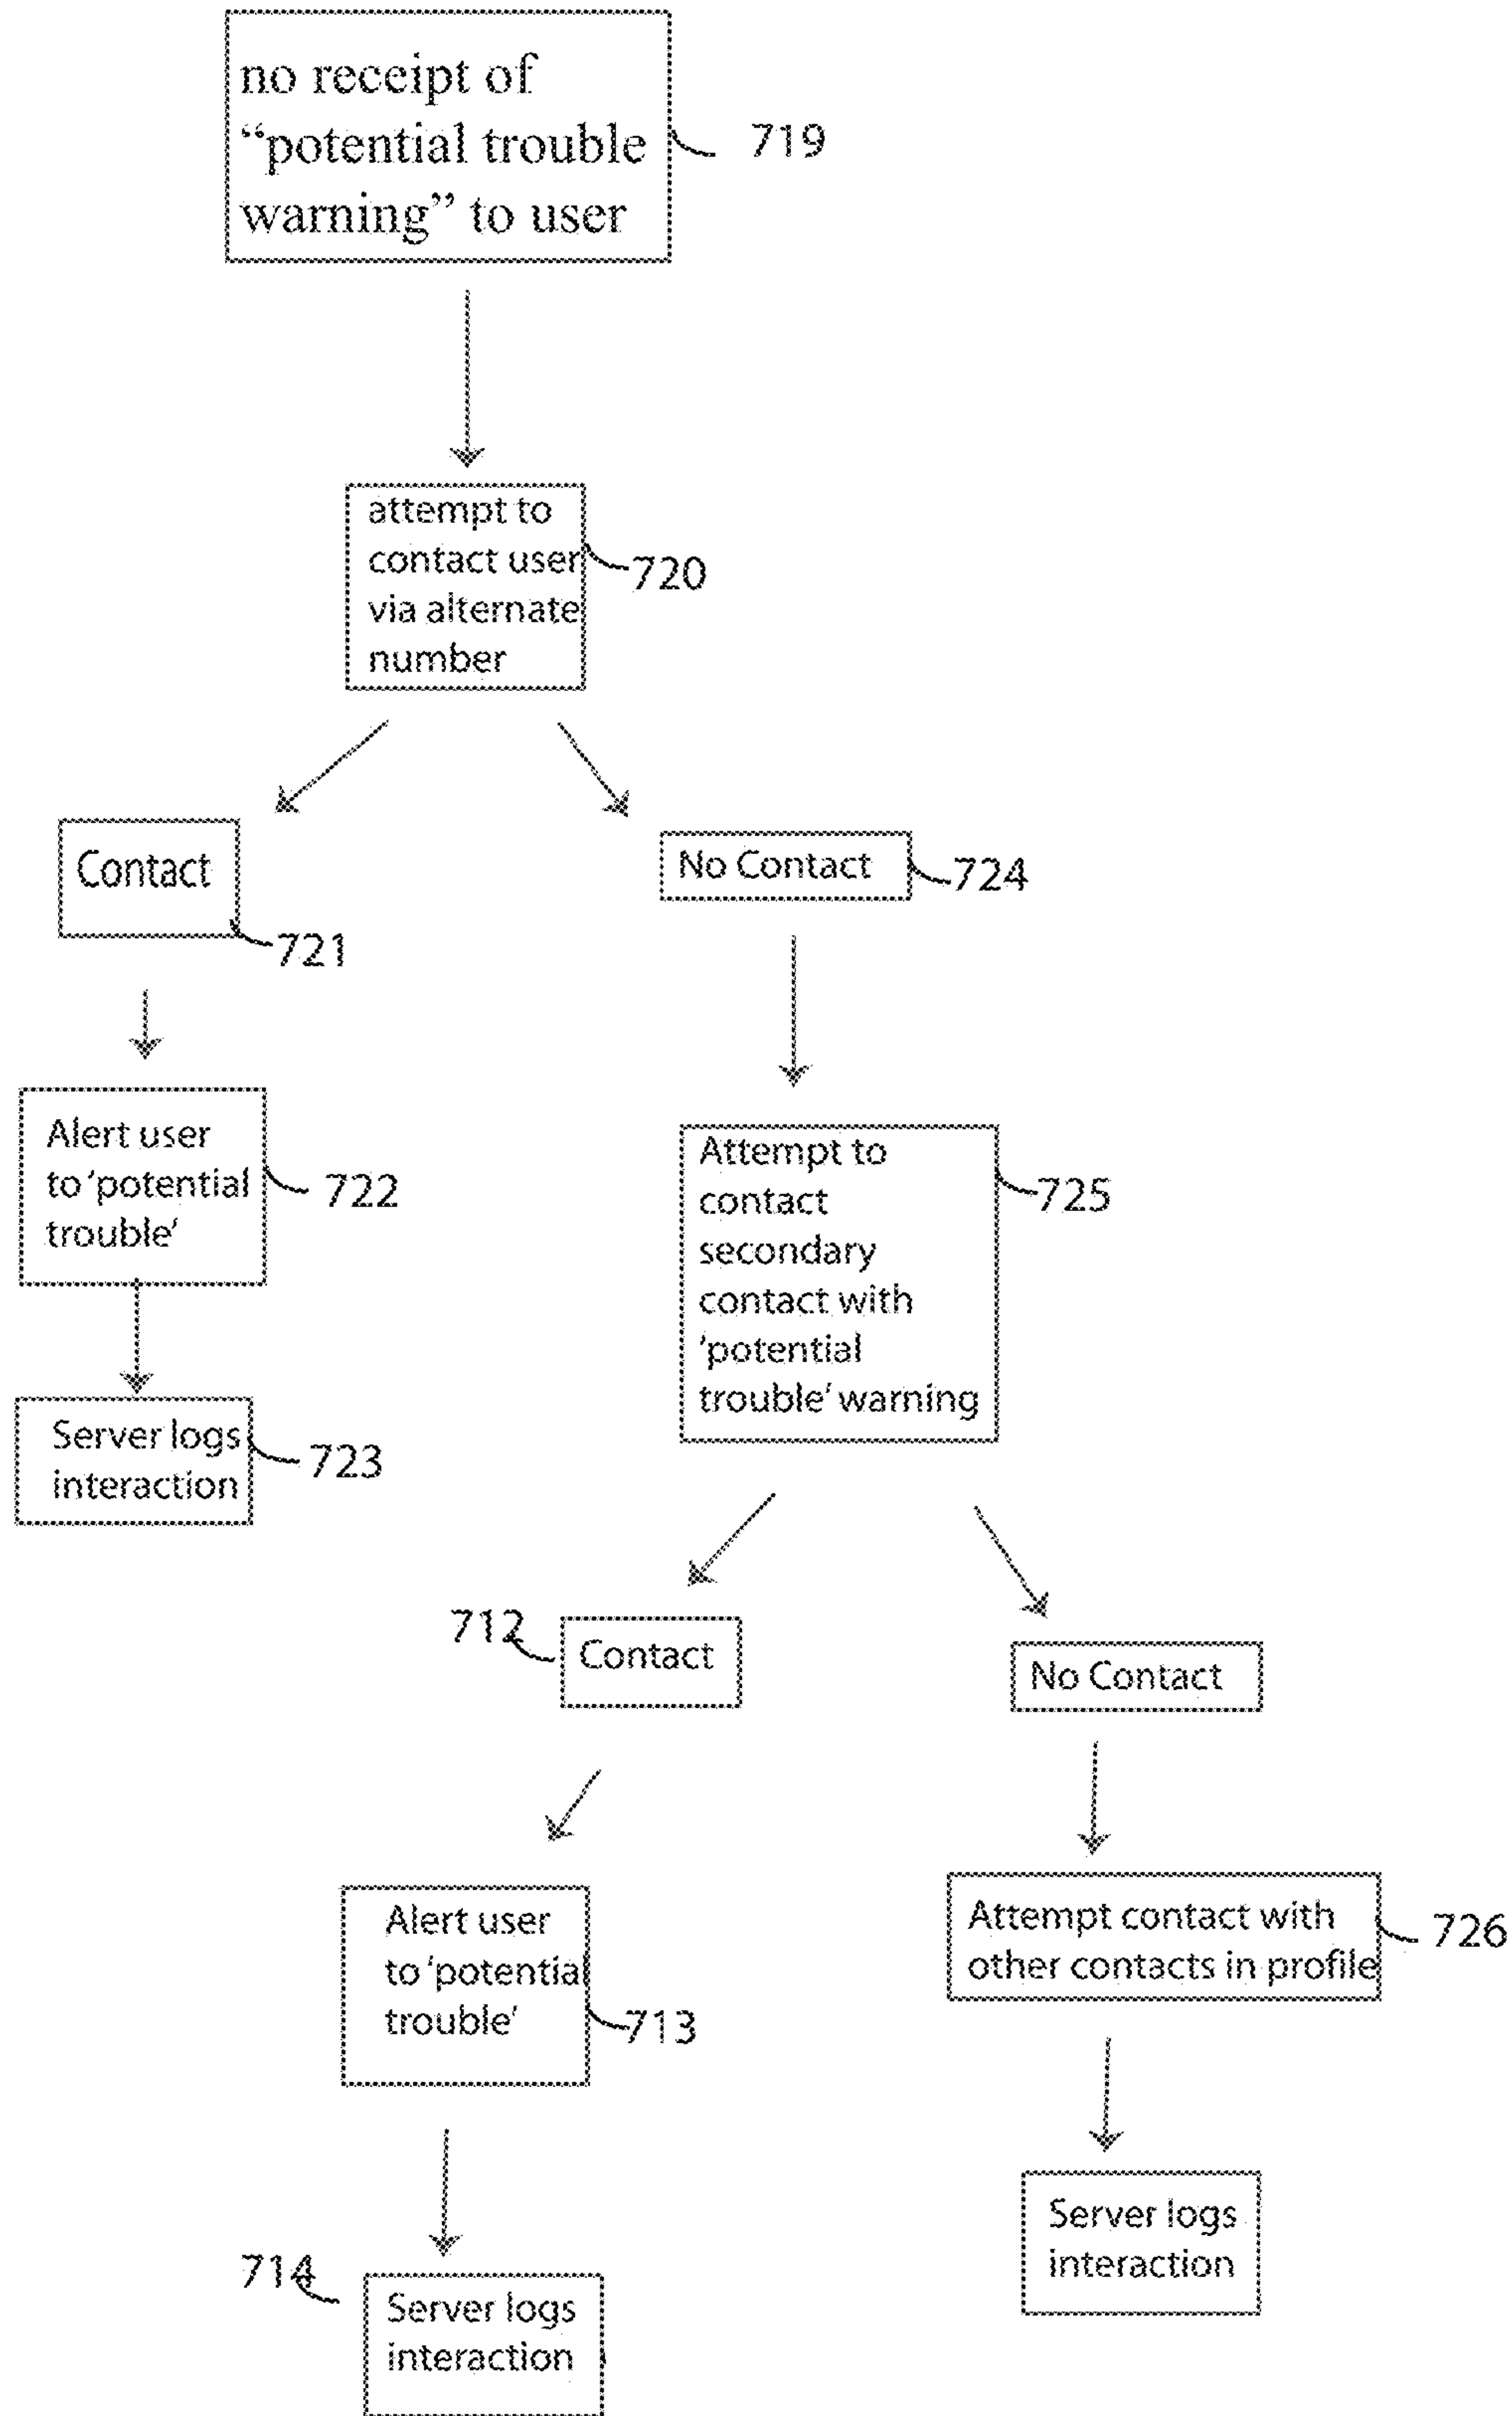 no receipt of
“potential trouble
warning” to user
719
attempt to
contact user
via alternate
number
720
Contact
721
No Contact
724
Alert user
to ‘potential
trouble’
722
Attempt to
contact
secondary
contact with
‘potential
trouble’ warning
725
Server logs
interaction
723
712
Contact
No Contact
Alert user
to ‘potential
trouble’
713
Attempt contact with
other contacts in profile
726
714
Server logs
interaction
Server logs
interaction